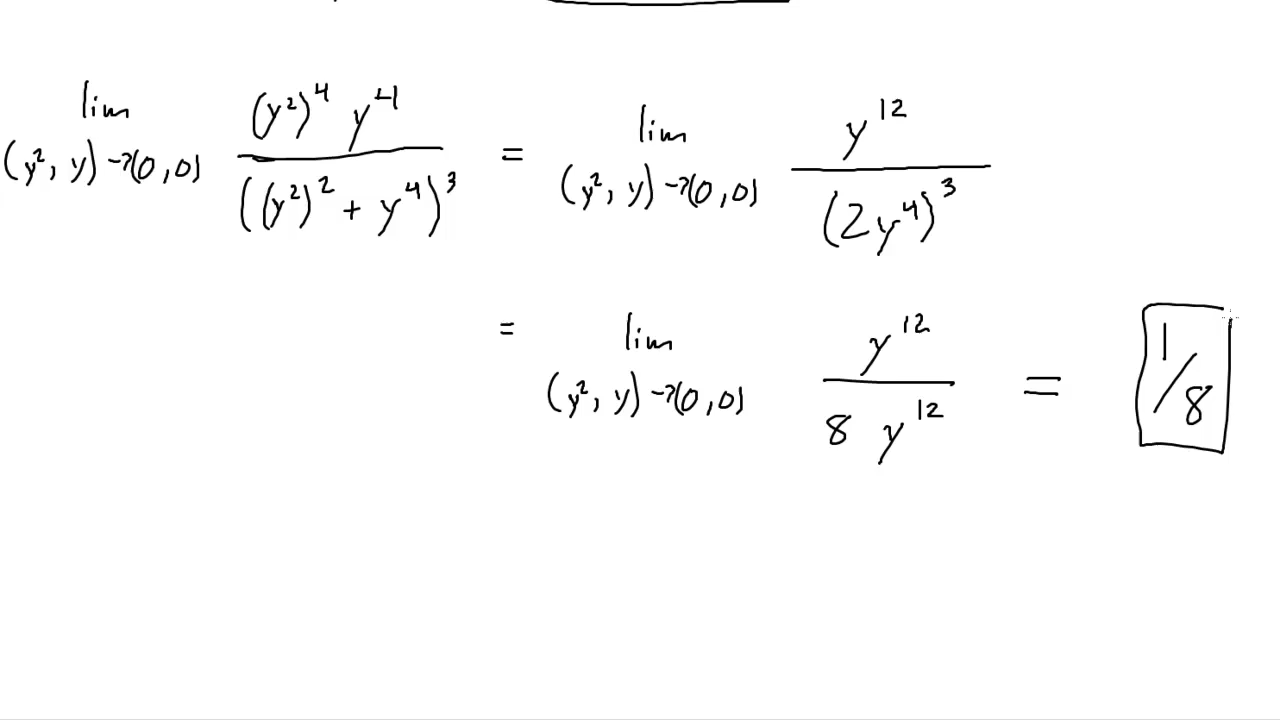 lim (y², y)→(0,0) (y²)⁴ y⁴ / ((y²)² + y⁴)³ = lim (y², y)→(0,0) y¹² / (2y⁴)³
= lim (y², y)→(0,0) y¹² / 8 y¹² = 1/8